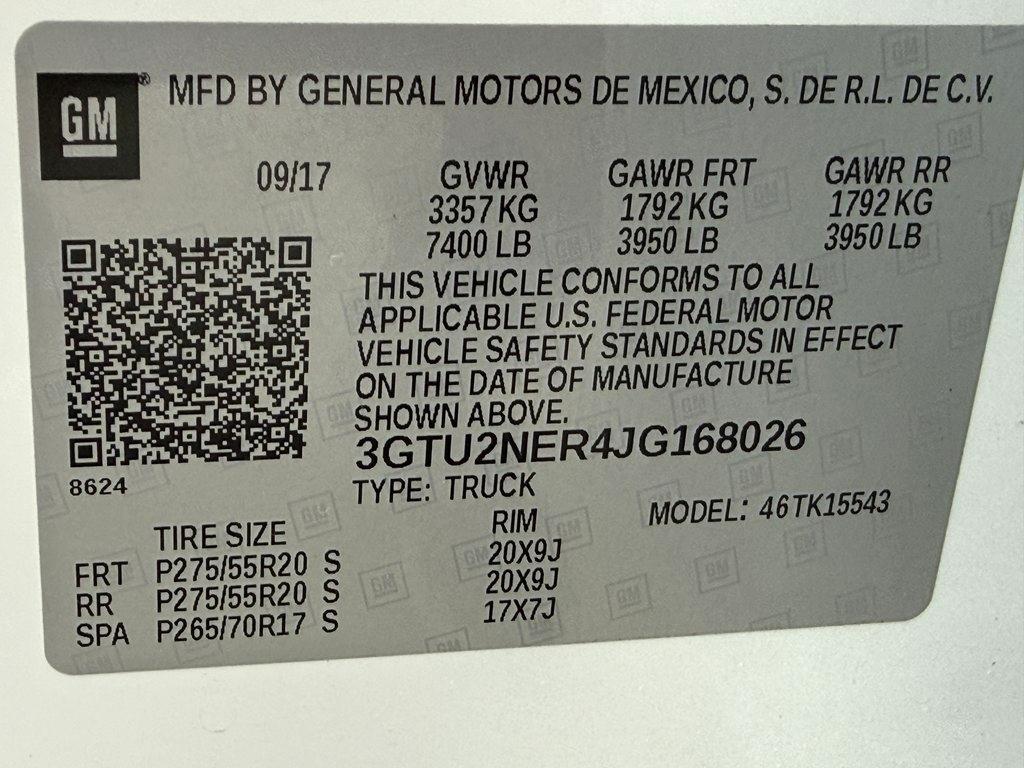 GM® MFD BY GENERAL MOTORS DE MEXICO, S. DE R.L. DE C.V.
09/17 GVWR GAWR FRT GAWR RR
3357 KG 1792 KG 1792 KG
7400 LB 3950 LB 3950 LB
THIS VEHICLE CONFORMS TO ALL
APPLICABLE U.S. FEDERAL MOTOR
VEHICLE SAFETY STANDARDS IN EFFECT
ON THE DATE OF MANUFACTURE
SHOWN ABOVE.
3GTU2NER4JG168026
8624
TYPE: TRUCK MODEL: 46TK15543
TIRE SIZE RIM
FRT P275/55R20 S 20X9J
RR P275/55R20 S 20X9J
SPA P265/70R17 S 17X7J